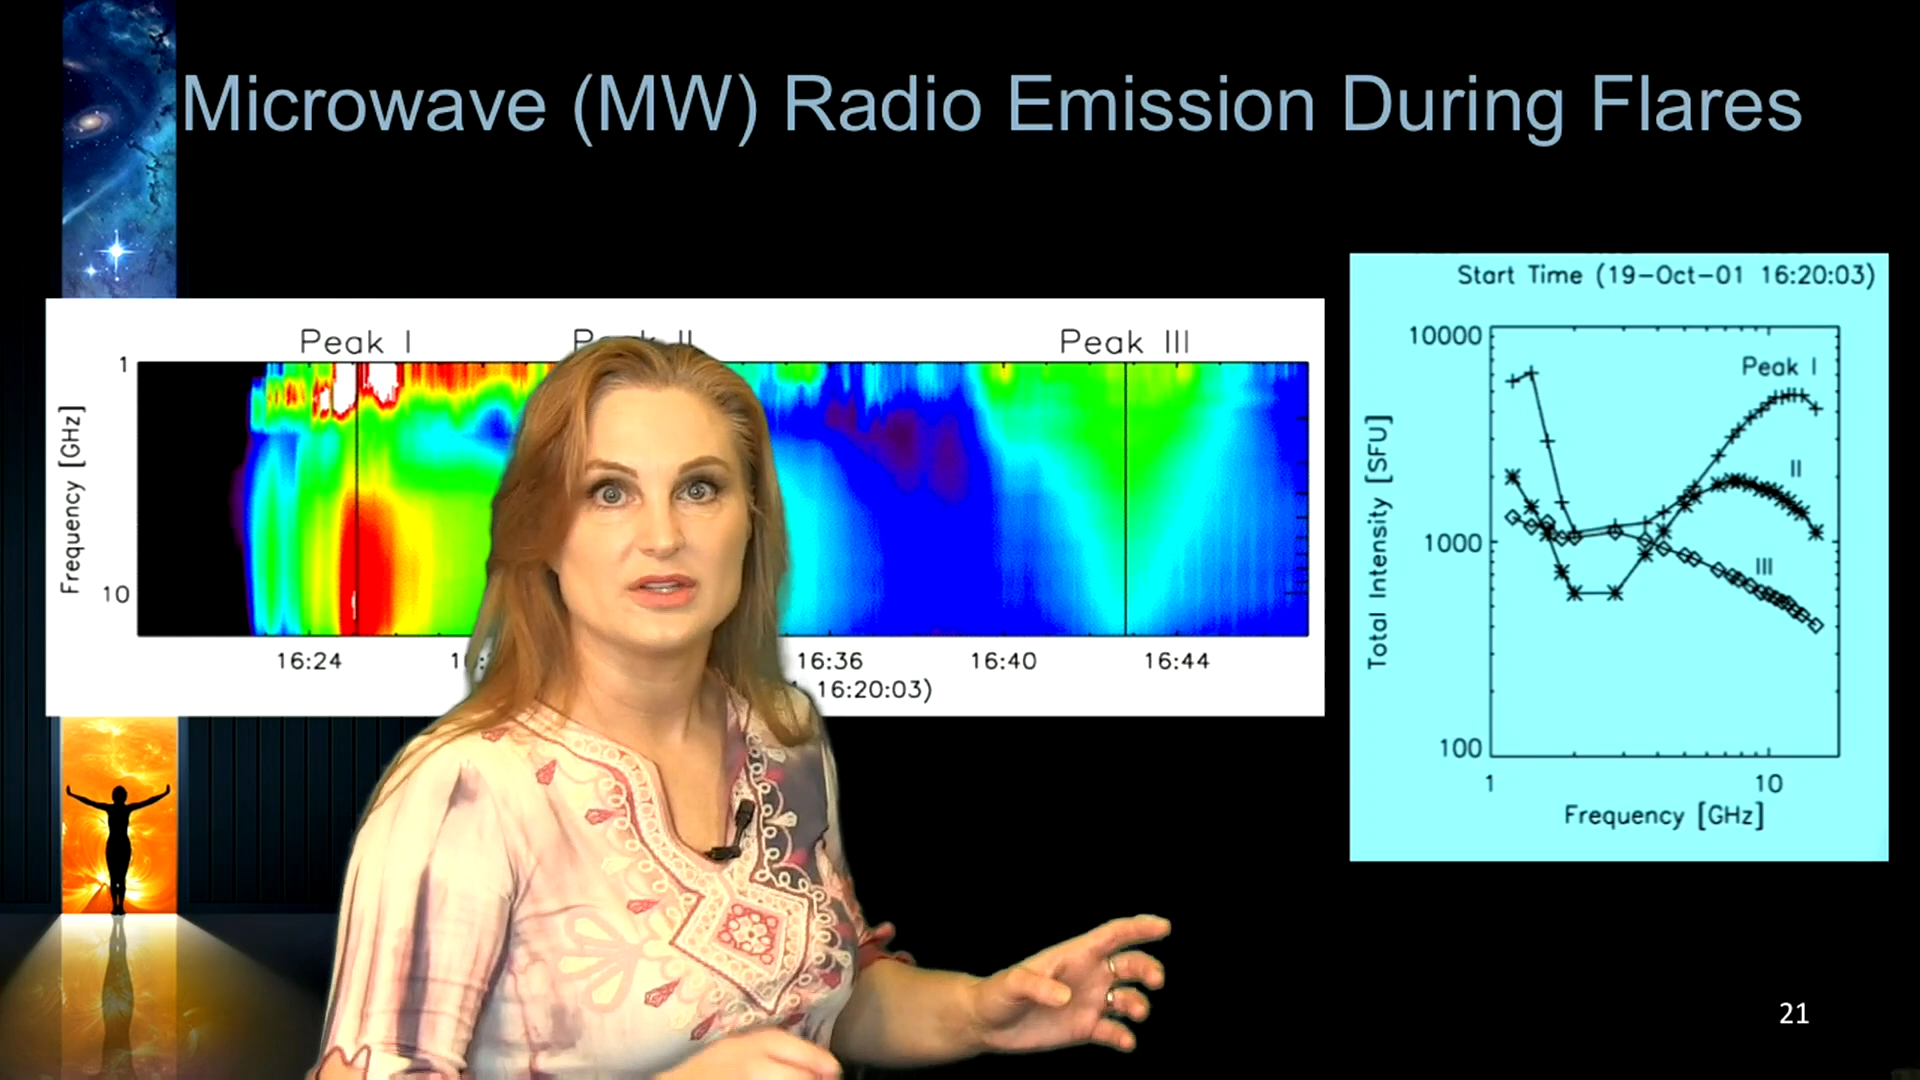 Microwave (MW) Radio Emission During Flares
Peak I
Peak III
1
10
Frequency [GHz]
16:24
16:36
16:40
16:44
16:20:03)
Start Time (19-Oct-01 16:20:03)
10000
1000
100
Total Intensity [SFU]
Peak I
II
III
1
10
Frequency [GHz]
21